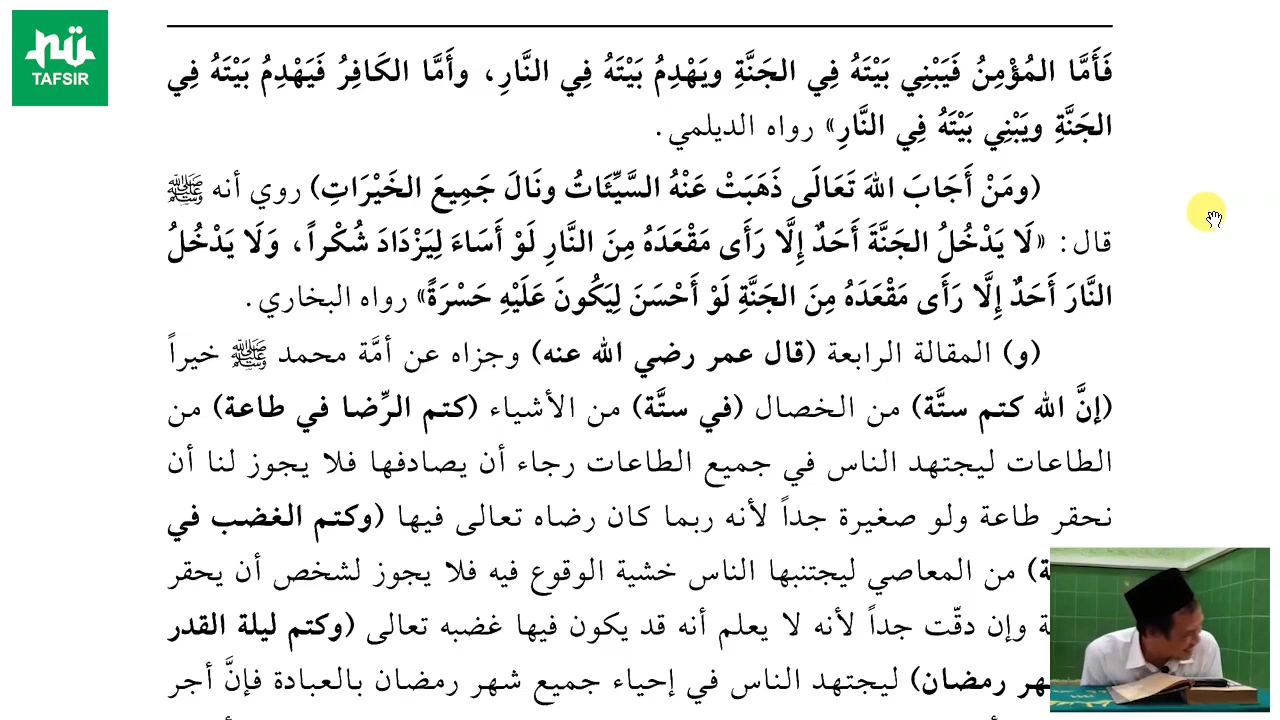 nü
TAFSIR
فَأَمَّا المُؤْمِنُ فَيَبْنِي بَيْتَهُ فِي الجَنَّةِ ويَهْدِمُ بَيْتَهُ فِي النَّارِ، وأَمَّا الكَافِرُ فَيَهْدِمُ بَيْتَهُ فِي
الجَنَّةِ ويَبْنِي بَيْتَهُ فِي النَّارِ» رواه الديلمي.
(ومَنْ أَجَابَ اللهَ تَعَالَى ذَهَبَتْ عَنْهُ السَّيِّئَاتُ ونَالَ جَمِيعَ الخَيْرَاتِ) روي أنه ﷺ
قال: «لَا يَدْخُلُ الجَنَّةَ أَحَدٌ إِلَّا رَأَى مَقْعَدَهُ مِنَ النَّارِ لَوْ أَسَاءَ لِيَزْدَادَ شُكْراً، وَلَا يَدْخُلُ
النَّارَ أَحَدٌ إِلَّا رَأَى مَقْعَدَهُ مِنَ الجَنَّةِ لَوْ أَحْسَنَ لِيَكُونَ عَلَيْهِ حَسْرَةً» رواه البخاري.
(و) المقالة الرابعة (قال عمر رضي الله عنه) وجزاه عن أمَّة محمد ﷺ خيراً
(إنَّ الله كتم ستَّة) من الخصال (في ستَّة) من الأشياء (كتم الرِّضا في طاعة) من
الطاعات ليجتهد الناس في جميع الطاعات رجاء أن يصادفها فلا يجوز لنا أن
نحقر طاعة ولو صغيرة جداً لأنه ربما كان رضاه تعالى فيها (وكتم الغضب في
ة) من المعاصي ليجتنبها الناس خشية الوقوع فيه فلا يجوز لشخص أن يحقر
ة وإن دقّت جداً لأنه لا يعلم أنه قد يكون فيها غضبه تعالى (وكتم ليلة القدر
هر رمضان) ليجتهد الناس في إحياء جميع شهر رمضان بالعبادة فإنَّ أجر